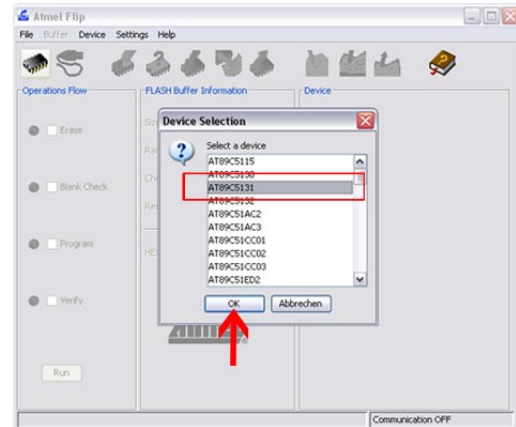 Atmel Flip
File Buffer Device Settings Help
Operations Flow
FLASH Buffer Information
Device
Erase
Blank Check
Program
Verify
Run
Device Selection
Select a device
AT89C5115
AT89C5130
AT89C5131
AT89C5132
AT89C51AC2
AT89C51AC3
AT89C51CC01
AT89C51CC02
AT89C51CC03
AT89C51ED2
OK Abbrechen
Communication OFF